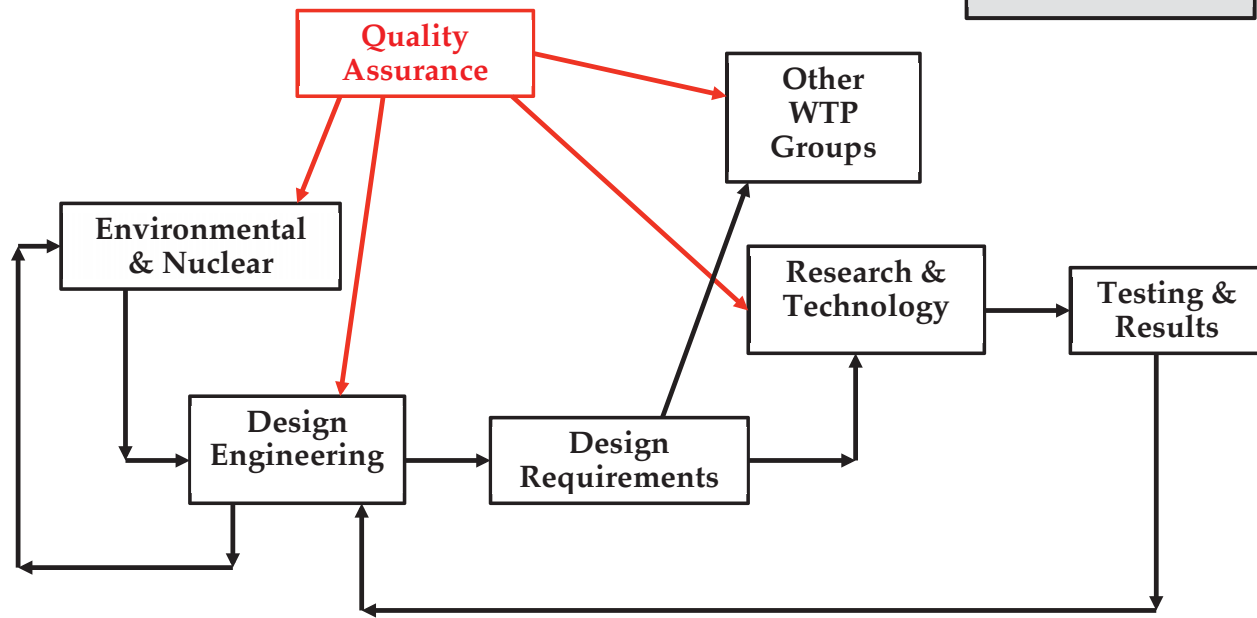 Quality
Assurance
Other
WTP
Groups
Environmental
& Nuclear
Research &
Technology
Testing &
Results
Design
Engineering
Design
Requirements